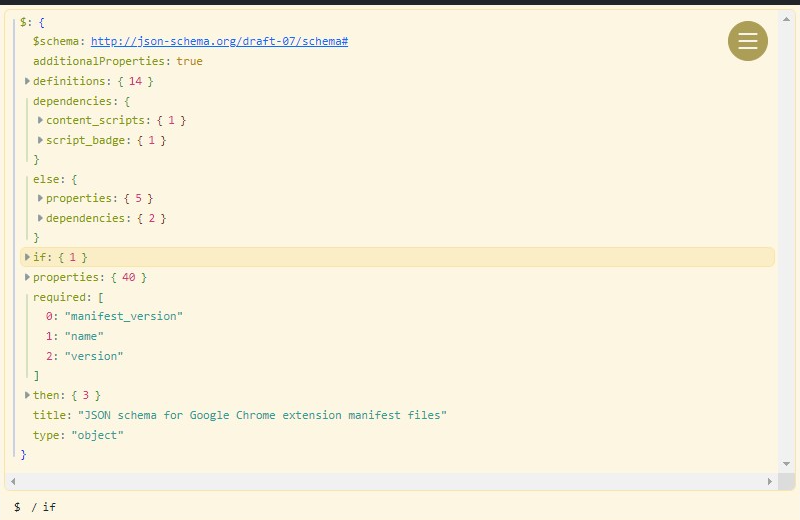 $: {
$schema: http://json-schema.org/draft-07/schema#
additionalProperties: true
definitions: { 14 }
dependencies: {
content_scripts: { 1 }
script_badge: { 1 }
}
else: {
properties: { 5 }
dependencies: { 2 }
}
if: { 1 }
properties: { 40 }
required: [
0: "manifest_version"
1: "name"
2: "version"
]
then: { 3 }
title: "JSON schema for Google Chrome extension manifest files"
type: "object"
}
$ / if